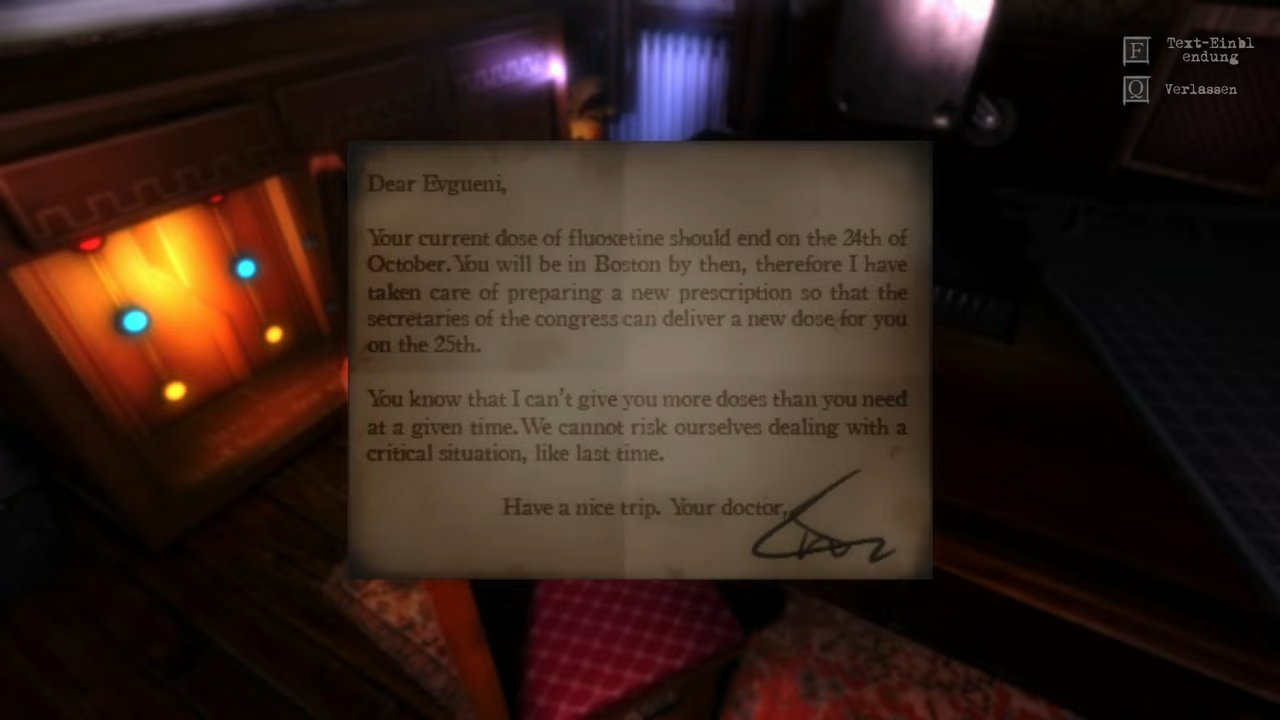 F Text-Einbl
endung
Q Verlassen
Dear Evgueni,
Your current dose of fluoxetine should end on the 24th of
October. You will be in Boston by then, therefore I have
taken care of preparing a new prescription so that the
secretaries of the congress can deliver a new dose for you
on the 25th.
You know that I can't give you more doses than you need
at a given time. We cannot risk ourselves dealing with a
critical situation, like last time.
Have a nice trip. Your doctor,